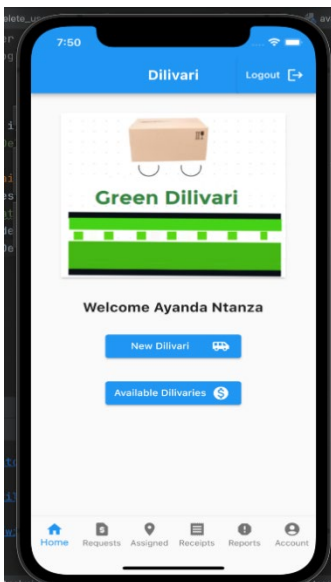 7:50
Dilivari
Logout
Green Dilivari
Welcome Ayanda Ntanza
New Dilivari
Available Dilivaries
Home Requests Assigned Receipts Reports Account